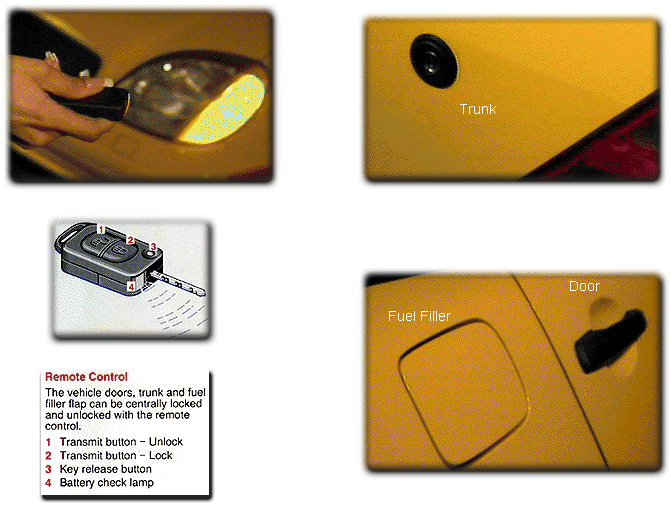 Trunk
1
2
3
4
Door
Fuel Filler
Remote Control
The vehicle doors, trunk and fuel
filler flap can be centrally locked
and unlocked with the remote
control.
1 Transmit button – Unlock
2 Transmit button – Lock
3 Key release button
4 Battery check lamp